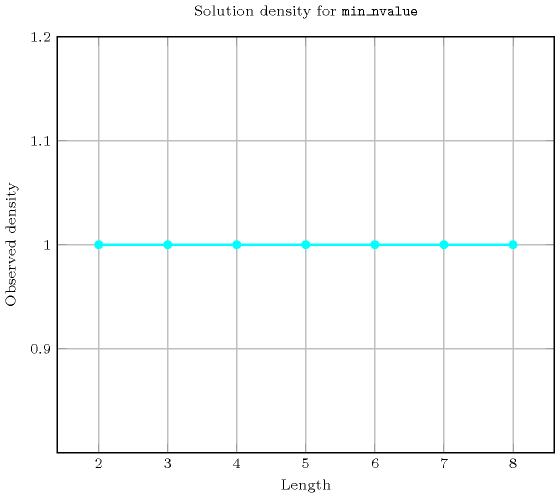 Solution density for min_nvalue
1.2
1.1
1
0.9
Observed density
2 3 4 5 6 7 8
Length